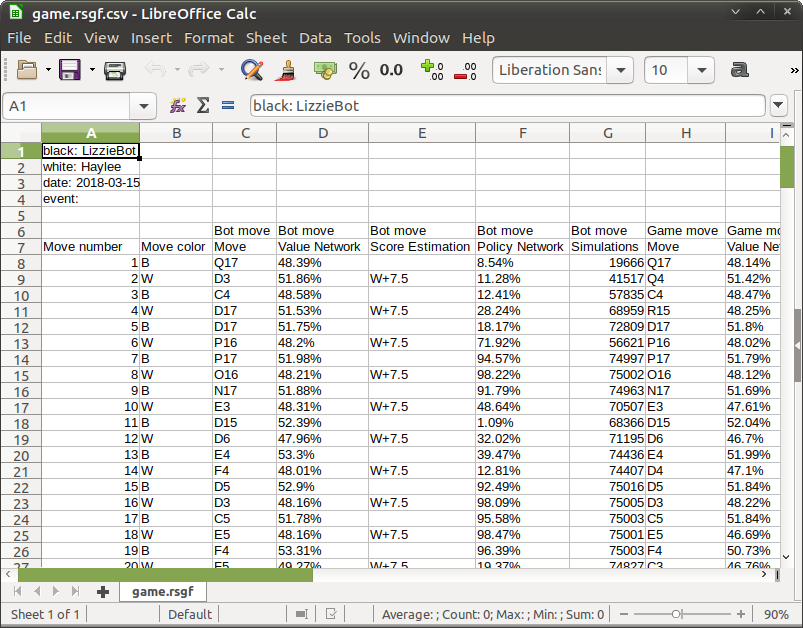 game.rsgf.csv - LibreOffice Calc
File Edit View Insert Format Sheet Data Tools Window Help
% 0.0 .0 .00 .00 .0 Liberation Sans 10 a »
A1 fx Σ = black: LizzieBot
A B C D E F G H I
1 black: LizzieBot
2 white: Haylee
3 date: 2018-03-15
4 event:
5
6 Bot move Bot move Bot move Bot move Bot move Game move Game mo
7 Move number Move color Move Value Network Score Estimation Policy Network Simulations Move Value Net
8 1 B Q17 48.39% 8.54% 19666 Q17 48.14%
9 2 W D3 51.86% W+7.5 11.28% 41517 Q4 51.42%
10 3 B C4 48.58% 12.41% 57835 C4 48.47%
11 4 W D17 51.53% W+7.5 28.24% 68959 R15 48.25%
12 5 B D17 51.75% 18.17% 72809 D17 51.8%
13 6 W P16 48.2% W+7.5 71.92% 56621 P16 48.02%
14 7 B P17 51.98% 94.57% 74997 P17 51.79%
15 8 W O16 48.21% W+7.5 98.22% 75002 O16 48.12%
16 9 B N17 51.88% 91.79% 74963 N17 51.69%
17 10 W E3 48.31% W+7.5 48.64% 70507 E3 47.61%
18 11 B D15 52.39% 1.09% 68366 D15 52.04%
19 12 W D6 47.96% W+7.5 32.02% 71195 D6 46.7%
20 13 B E4 53.3% 39.47% 74436 E4 51.99%
21 14 W F4 48.01% W+7.5 12.81% 74407 D4 47.1%
22 15 B D5 52.9% 92.49% 75016 D5 51.84%
23 16 W D3 48.16% W+7.5 98.09% 75005 D3 48.22%
24 17 B C5 51.78% 95.58% 75003 C5 51.84%
25 18 W E5 48.16% W+7.5 98.47% 75001 E5 46.69%
26 19 B F4 53.31% 96.39% 75003 F4 50.73%
27 20 W F5 49.27% W+7.5 19.37% 74827 C3 46.76%
game.rsgf
Sheet 1 of 1 Default Average: ; Count: 0; Max: ; Min: ; Sum: 0 90%